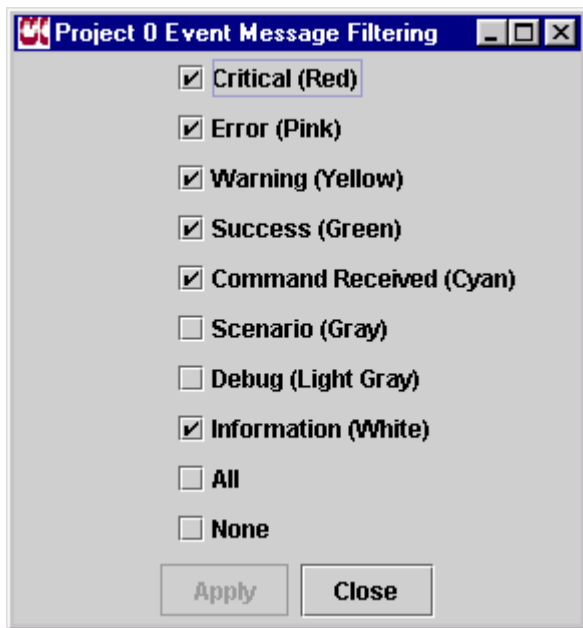 Project 0 Event Message Filtering
Critical (Red)
Error (Pink)
Warning (Yellow)
Success (Green)
Command Received (Cyan)
Scenario (Gray)
Debug (Light Gray)
Information (White)
All
None
Apply Close